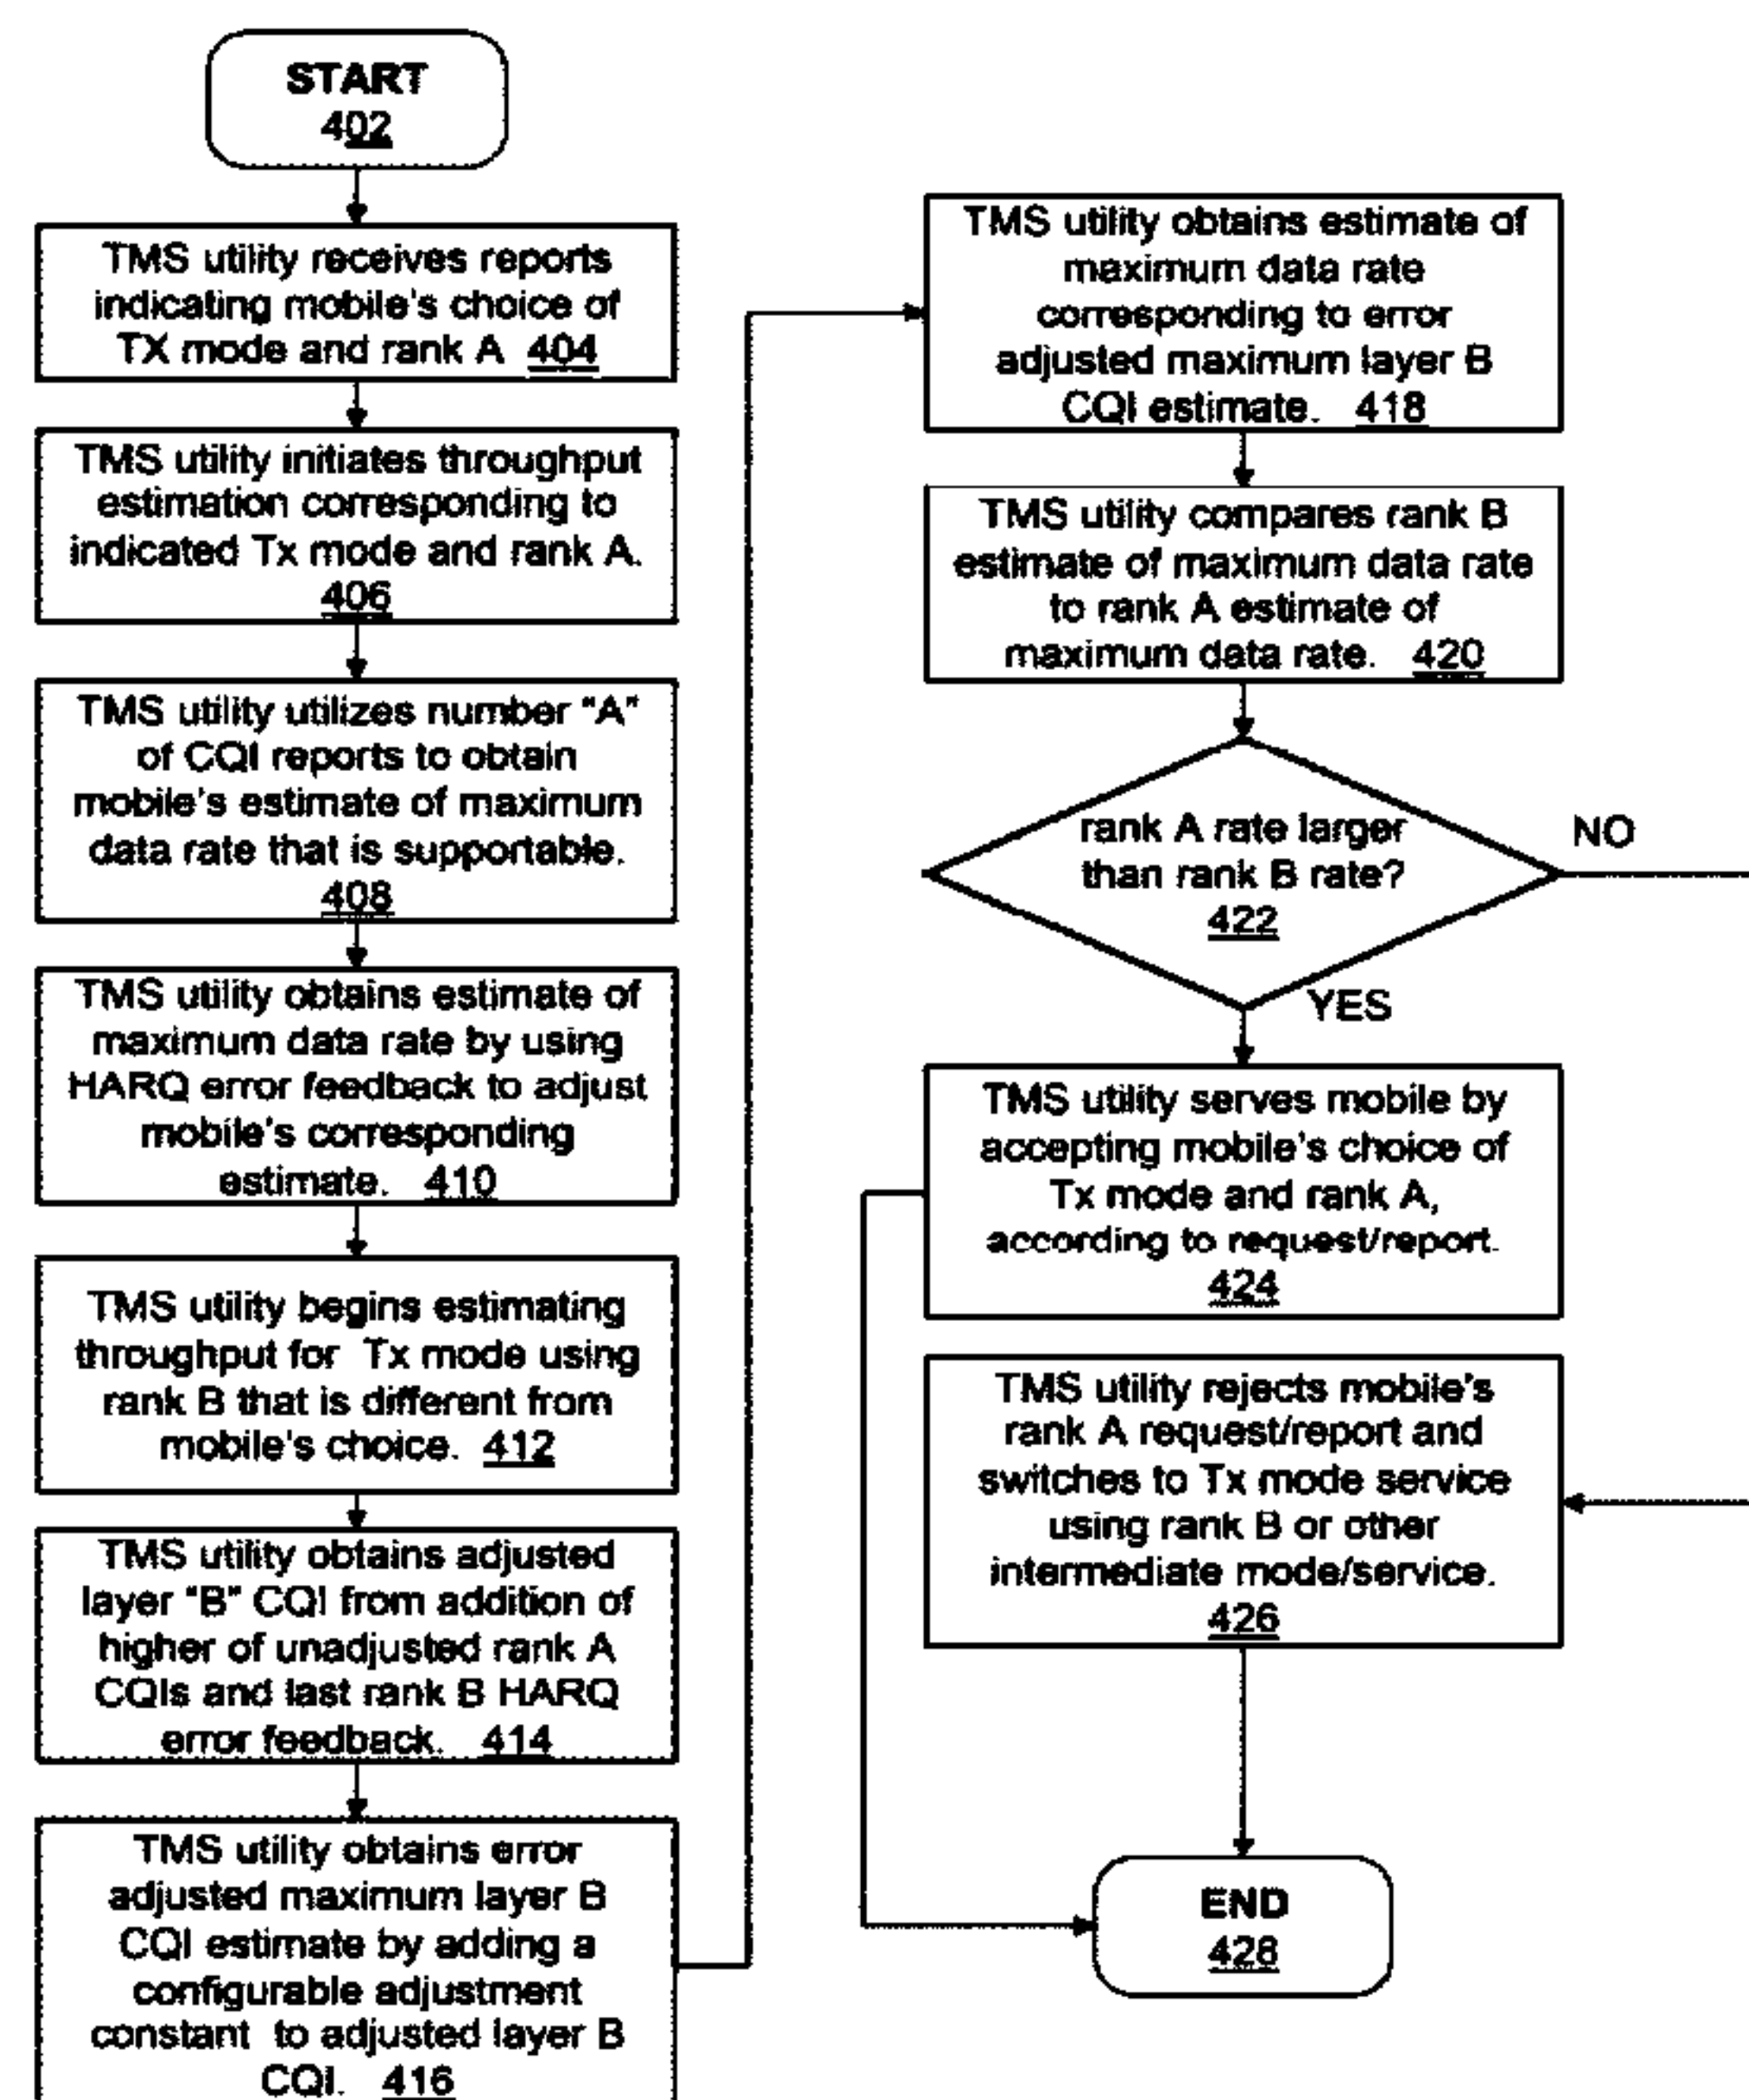 START
402
TMS utility receives reports
indicating mobile's choice of
TX mode and rank A 404
TMS utility initiates throughput
estimation corresponding to
indicated Tx mode and rank A.
406
TMS utility utilizes number "A"
of CQI reports to obtain
mobile's estimate of maximum
data rate that is supportable.
408
TMS utility obtains estimate of
maximum data rate by using
HARQ error feedback to adjust
mobile's corresponding
estimate. 410
TMS utility begins estimating
throughput for Tx mode using
rank B that is different from
mobile's choice. 412
TMS utility obtains adjusted
layer "B" CQI from addition of
higher of unadjusted rank A
CQIs and last rank B HARQ
error feedback. 414
TMS utility obtains error
adjusted maximum layer B
CQI estimate by adding a
configurable adjustment
constant to adjusted layer B
CQI. 416
TMS utility obtains estimate of
maximum data rate
corresponding to error
adjusted maximum layer B
CQI estimate. 418
TMS utility compares rank B
estimate of maximum data rate
to rank A estimate of
maximum data rate. 420
rank A rate larger
than rank B rate?
422
NO
YES
TMS utility serves mobile by
accepting mobile's choice of
Tx mode and rank A,
according to request/report.
424
TMS utility rejects mobile's
rank A request/report and
switches to Tx mode service
using rank B or other
intermediate mode/service.
426
END
428